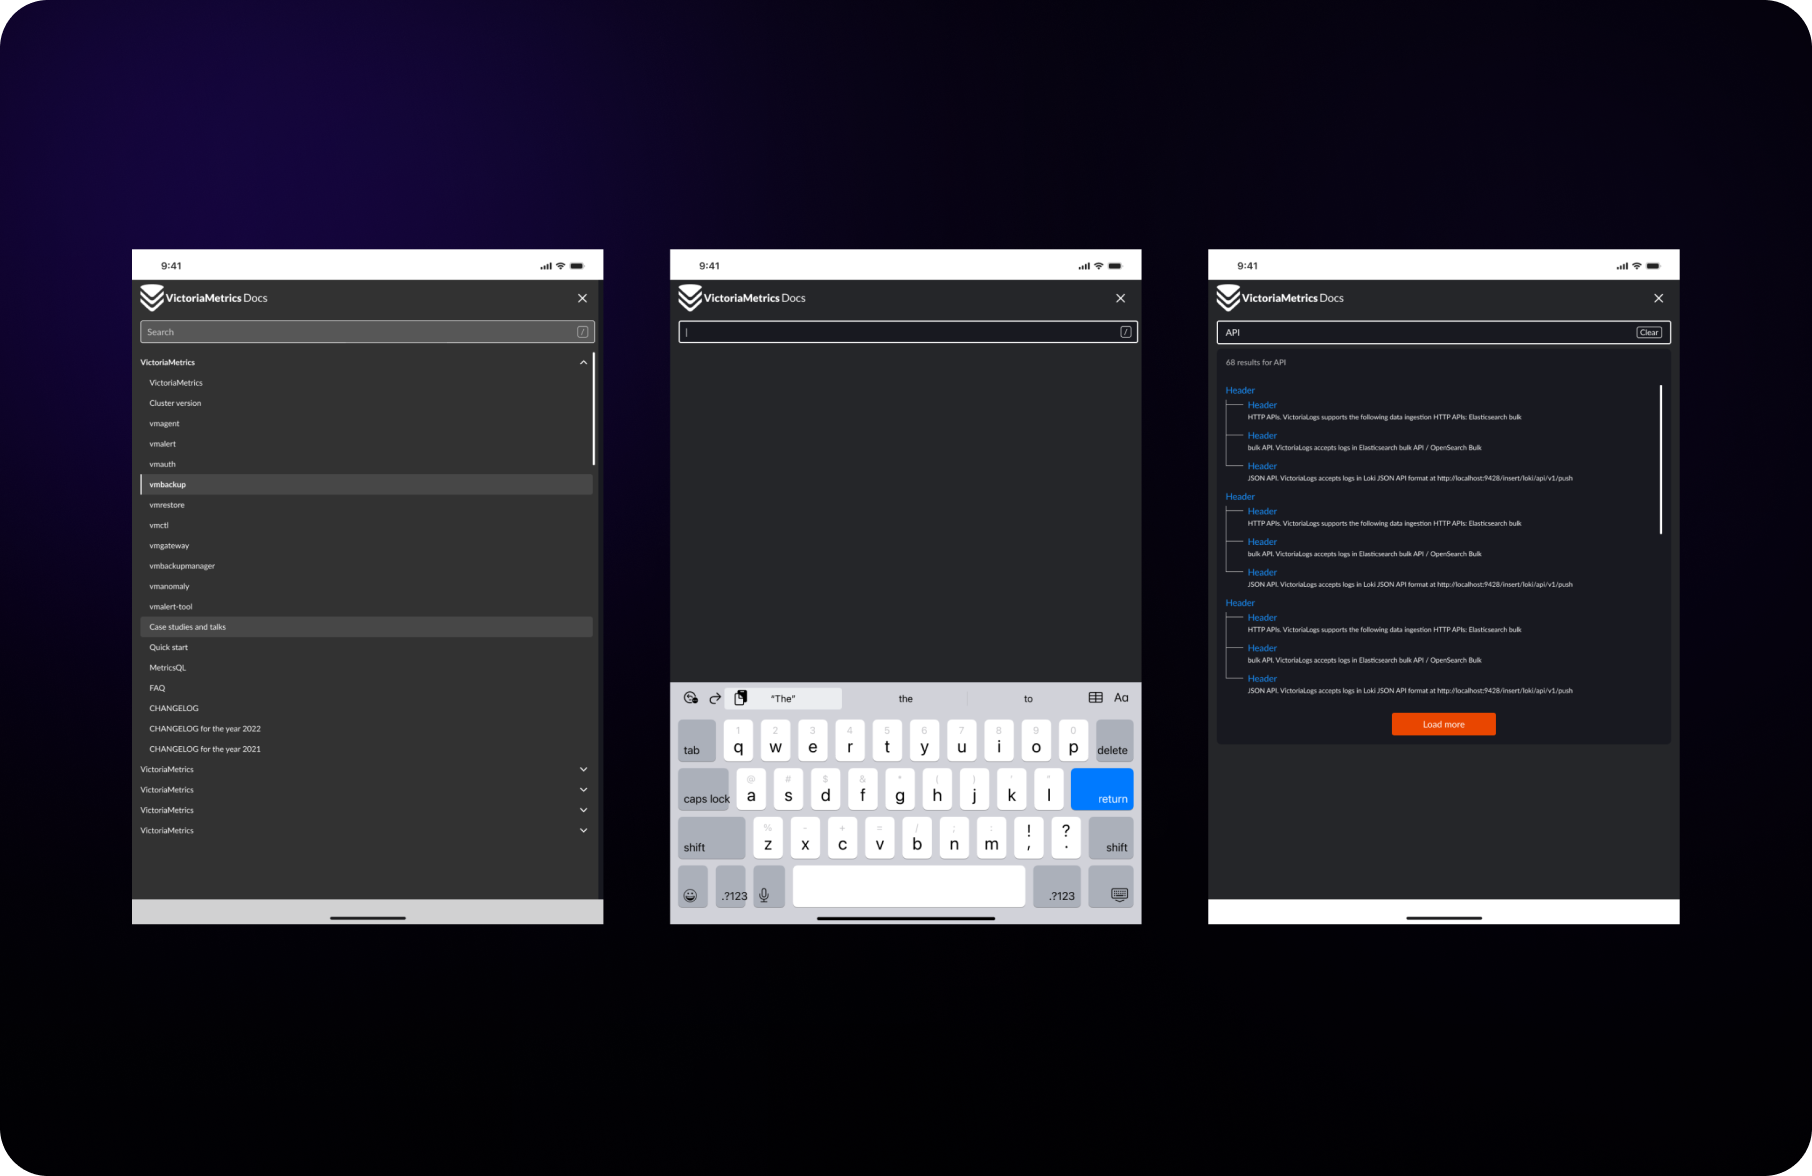 9:41
VictoriaMetrics Docs
Search /
VictoriaMetrics
VictoriaMetrics
Cluster version
vmagent
vmalert
vmauth
vmbackup
vmrestore
vmctl
vmgateway
vmbackupmanager
vmanomaly
vmalert-tool
Case studies and talks
Quick start
MetricsQL
FAQ
CHANGELOG
CHANGELOG for the year 2022
CHANGELOG for the year 2021
VictoriaMetrics
VictoriaMetrics
VictoriaMetrics
VictoriaMetrics
9:41
VictoriaMetrics Docs
/
"The" the to Aa
1 2 3 4 5 6 7 8 9 0
tab q w e r t y u i o p delete
@ # $ & * ( ) ' "
caps lock a s d f g h j k l return
% - + = / ; : ! ?
shift z x c v b n m , . shift
.?123 .?123
9:41
VictoriaMetrics Docs
API Clear
68 results for API
Header
Header
HTTP APIs. VictoriaLogs supports the following data ingestion HTTP APIs: Elasticsearch bulk
Header
bulk API. VictoriaLogs accepts logs in Elasticsearch bulk API / OpenSearch Bulk
Header
JSON API. VictoriaLogs accepts logs in Loki JSON API format at http://localhost:9428/insert/loki/api/v1/push
Header
Header
HTTP APIs. VictoriaLogs supports the following data ingestion HTTP APIs: Elasticsearch bulk
Header
bulk API. VictoriaLogs accepts logs in Elasticsearch bulk API / OpenSearch Bulk
Header
JSON API. VictoriaLogs accepts logs in Loki JSON API format at http://localhost:9428/insert/loki/api/v1/push
Header
Header
HTTP APIs. VictoriaLogs supports the following data ingestion HTTP APIs: Elasticsearch bulk
Header
bulk API. VictoriaLogs accepts logs in Elasticsearch bulk API / OpenSearch Bulk
Header
JSON API. VictoriaLogs accepts logs in Loki JSON API format at http://localhost:9428/insert/loki/api/v1/push
Load more